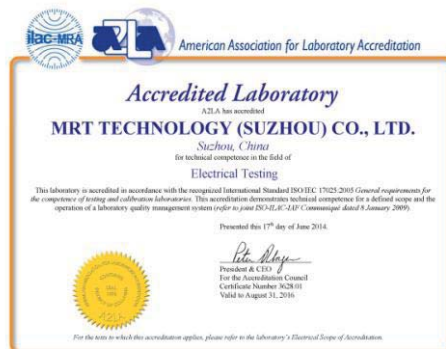 ilac-MRA
A2LA
American Association for Laboratory Accreditation
Accredited Laboratory
A2LA has accredited
MRT TECHNOLOGY (SUZHOU) CO., LTD.
Suzhou, China
for technical competence in the field of
Electrical Testing
This laboratory is accredited in accordance with the recognized International Standard ISO/IEC 17025:2005 General requirements for
the competence of testing and calibration laboratories. This accreditation demonstrates technical competence for a defined scope and the
operation of a laboratory quality management system (refer to joint ISO-ILAC-IAF Communiqué dated 8 January 2009).
Presented this 17th day of June 2014.
President & CEO
For the Accreditation Council
Certificate Number 3628.01
Valid to August 31, 2016
A2LA
For the tests to which this accreditation applies, please refer to the laboratory's Electrical Scope of Accreditation.